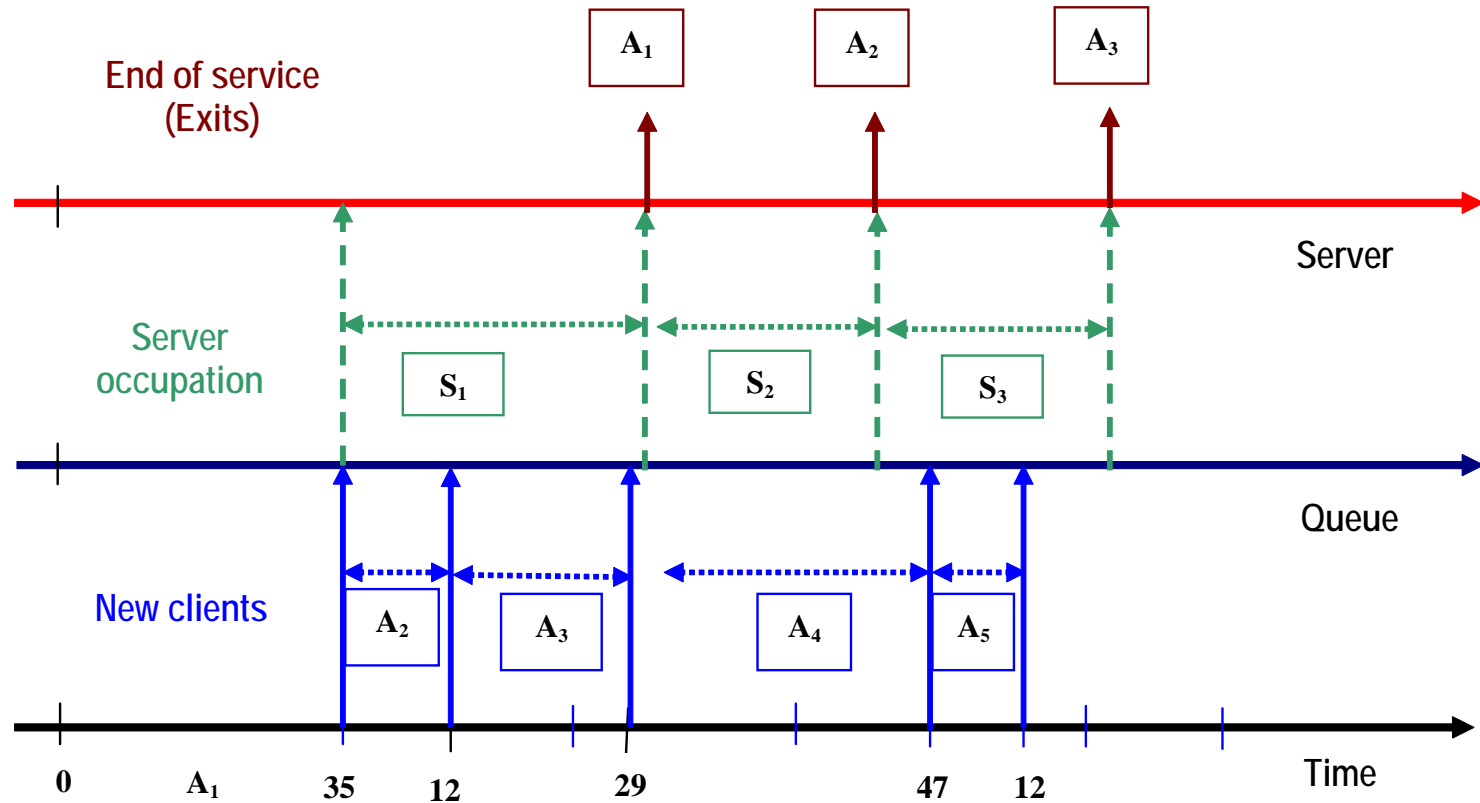 A₁ A₂ A₃
End of service
(Exits)
Server
Server
occupation
S₁ S₂ S₃
Queue
New clients
A₂ A₃ A₄ A₅
0 A₁ 35 12 29 47 12 Time